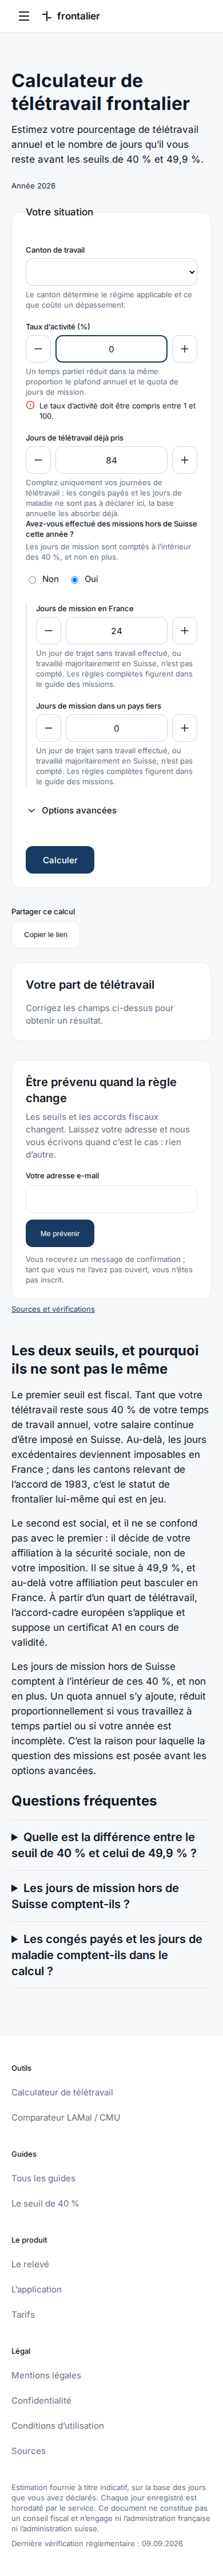 frontalier
Calculateur de
télétravail frontalier
Estimez votre pourcentage de télétravail
annuel et le nombre de jours qu'il vous
reste avant les seuils de 40 % et 49,9 %.
Année 2026
Votre situation
Canton de travail
Le canton détermine le régime applicable et ce
que coûte un dépassement.
Taux d'activité (%)
0
Un temps partiel réduit dans la même
proportion le plafond annuel et le quota de
jours de mission.
Le taux d'activité doit être compris entre 1 et
100.
Jours de télétravail déjà pris
84
Comptez uniquement vos journées de
télétravail : les congés payés et les jours de
maladie ne sont pas à déclarer ici, la base
annuelle les absorbe déjà.
Avez-vous effectué des missions hors de Suisse
cette année ?
Les jours de mission sont comptés à l'intérieur
des 40 %, et non en plus.
Non
Oui
Jours de mission en France
24
Un jour de trajet sans travail effectué, ou
travaillé majoritairement en Suisse, n'est pas
compté. Les règles complètes figurent dans
le guide des missions.
Jours de mission dans un pays tiers
0
Un jour de trajet sans travail effectué, ou
travaillé majoritairement en Suisse, n'est pas
compté. Les règles complètes figurent dans
le guide des missions.
Options avancées
Calculer
Partager ce calcul
Copier le lien
Votre part de télétravail
Corrigez les champs ci-dessus pour
obtenir un résultat.
Être prévenu quand la règle
change
Les seuils et les accords fiscaux
changent. Laissez votre adresse et nous
vous écrivons quand c'est le cas : rien
d'autre.
Votre adresse e-mail
Me prévenir
Vous recevrez un message de confirmation ;
tant que vous ne l'avez pas ouvert, vous n'êtes
pas inscrit.
Sources et vérifications
Les deux seuils, et pourquoi
ils ne sont pas le même
Le premier seuil est fiscal. Tant que votre
télétravail reste sous 40 % de votre temps
de travail annuel, votre salaire continue
d'être imposé en Suisse. Au-delà, les jours
excédentaires deviennent imposables en
France ; dans les cantons relevant de
l'accord de 1983, c'est le statut de
frontalier lui-même qui est en jeu.
Le second est social, et il ne se confond
pas avec le premier : il décide de votre
affiliation à la sécurité sociale, non de
votre imposition. Il se situe à 49,9 %, et
au-delà votre affiliation peut basculer en
France. À partir d'un quart de télétravail,
l'accord-cadre européen s'applique et
suppose un certificat A1 en cours de
validité.
Les jours de mission hors de Suisse
comptent à l'intérieur de ces 40 %, et non
en plus. Un quota annuel s'y ajoute, réduit
proportionnellement si vous travaillez à
temps partiel ou si votre année est
incomplète. C'est la raison pour laquelle la
question des missions est posée avant les
options avancées.
Questions fréquentes
Quelle est la différence entre le
seuil de 40 % et celui de 49,9 % ?
Les jours de mission hors de
Suisse comptent-ils ?
Les congés payés et les jours de
maladie comptent-ils dans le
calcul ?
Outils
Calculateur de télétravail
Comparateur LAMal / CMU
Guides
Tous les guides
Le seuil de 40 %
Le produit
Le relevé
L'application
Tarifs
Légal
Mentions légales
Confidentialité
Conditions d'utilisation
Sources
Estimation fournie à titre indicatif, sur la base des jours
que vous avez déclarés. Chaque jour enregistré est
horodaté par le service. Ce document ne constitue pas
un conseil fiscal et n'engage ni l'administration française
ni l'administration suisse.
Dernière vérification réglementaire : 09.09.2026